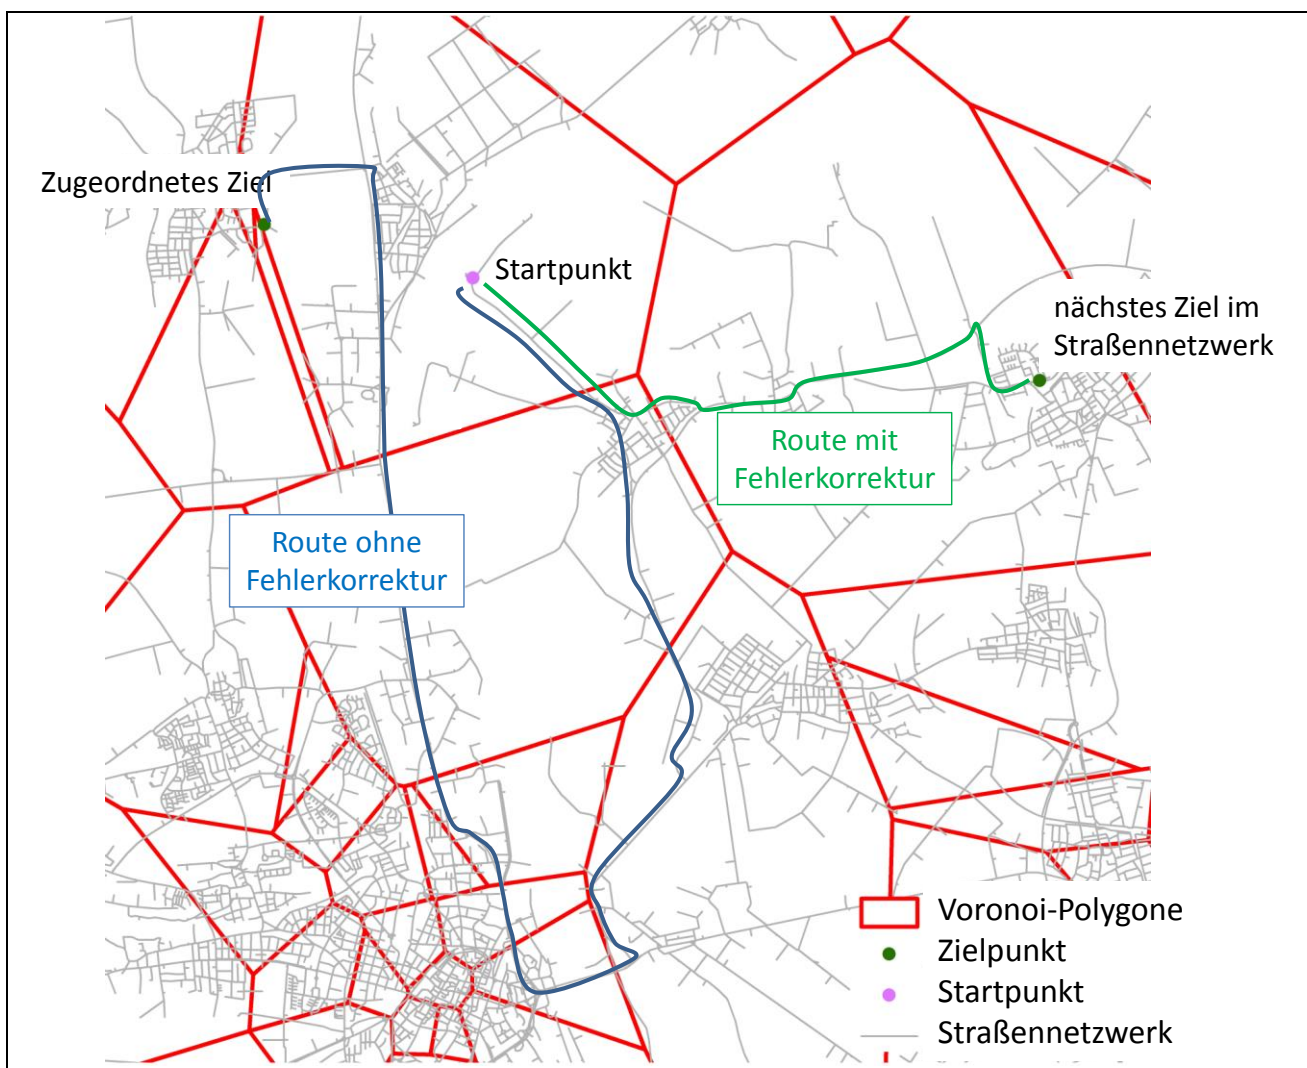 Zugeordnetes Ziel
Startpunkt
nächstes Ziel im
Straßennetzwerk
Route mit
Fehlerkorrektur
Route ohne
Fehlerkorrektur
Voronoi-Polygone
Zielpunkt
Startpunkt
Straßennetzwerk